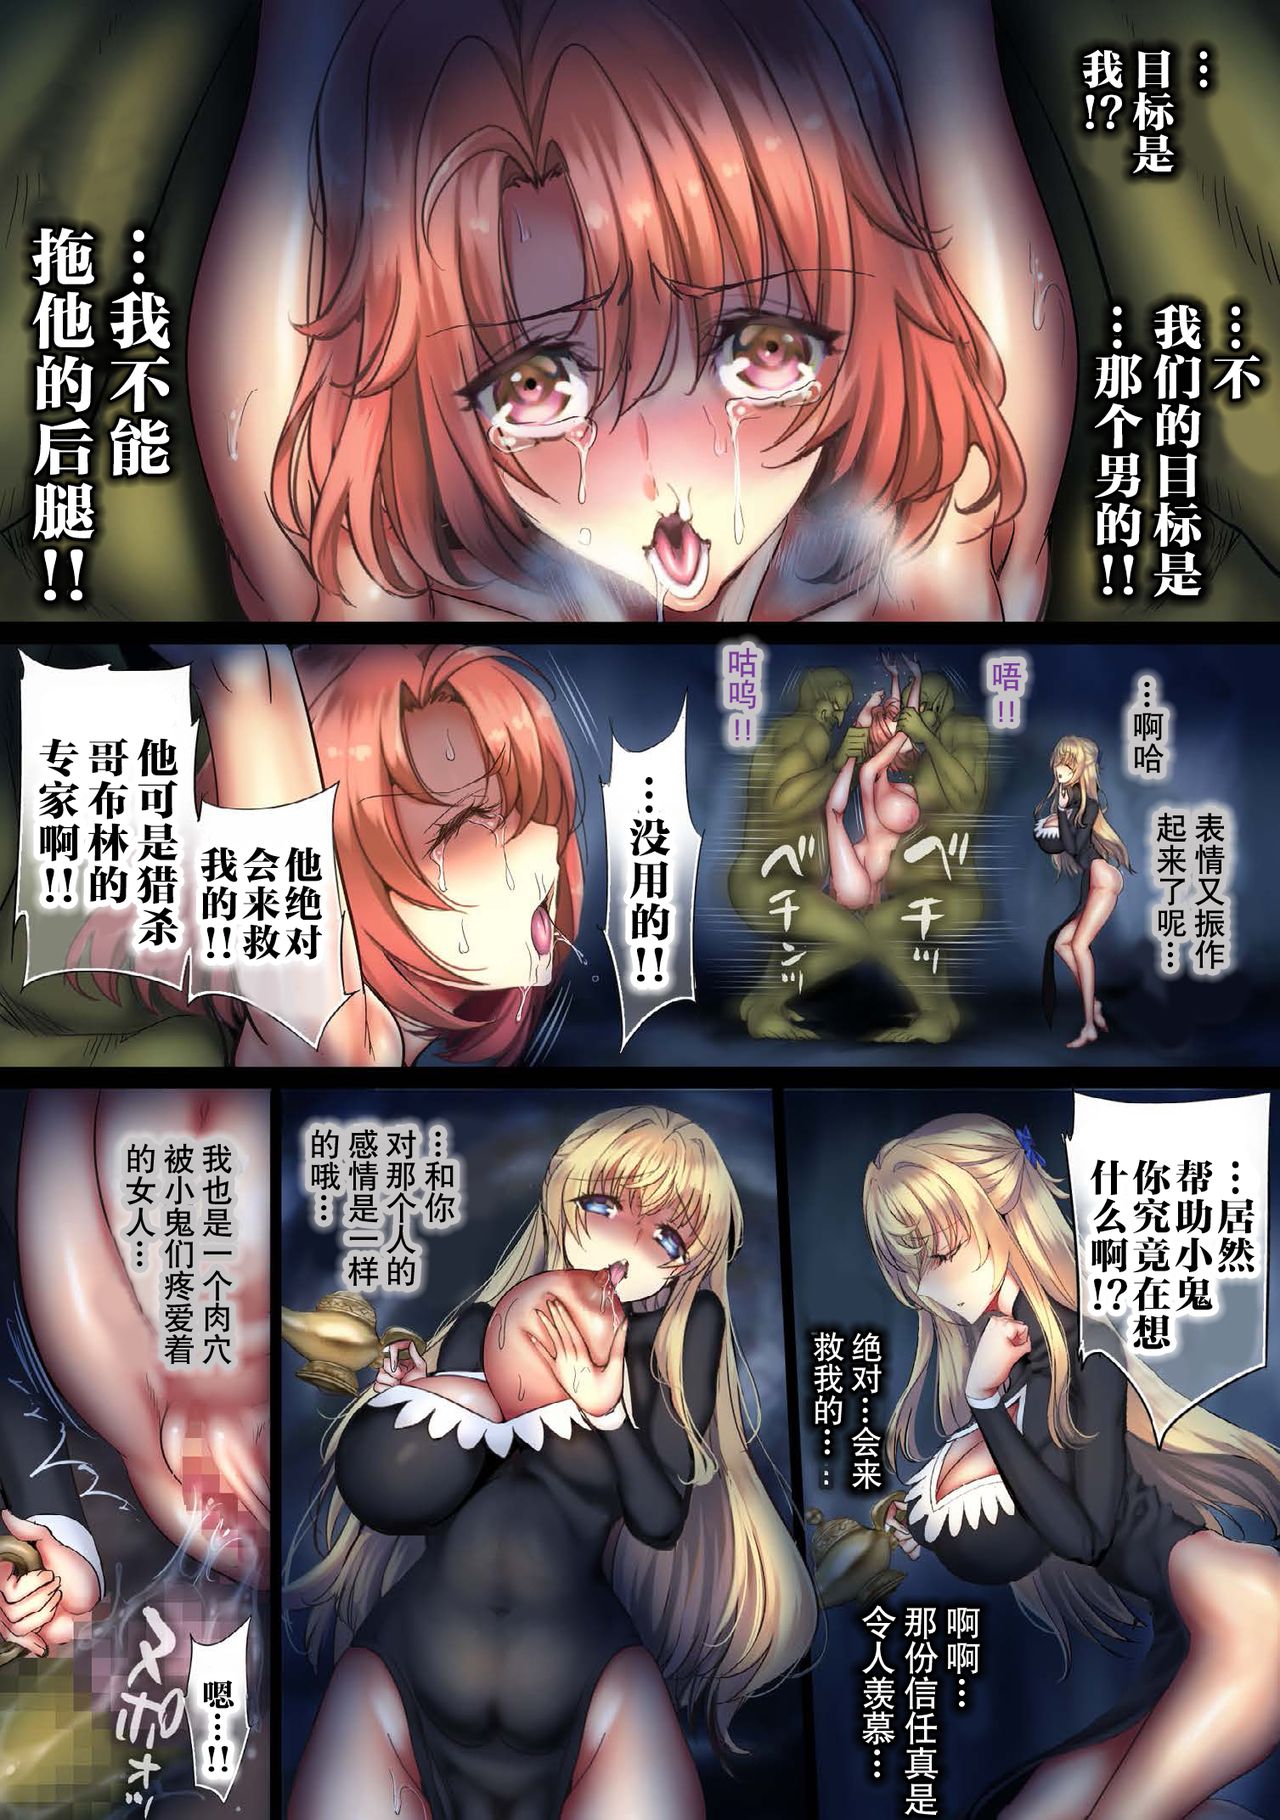 …
目标是
我!?
…不
我们的目标是
…那个男的!!
…我不能
拖他的后腿!!
…啊哈
表情又振作
起来了呢…
唔!!
咕呜!!
ベチッ
ベチンッ
…没用的!!
他绝对
会来救
我的!!
他可是猎杀
哥布林的
专家啊!!
…居然
帮助小鬼
你究竟在想
什么啊!?
绝对…会来
救我的……
啊啊…
那份信任真是
令人羡慕…
…和你
对那个人的
感情是一样
的哦…
我也是一个肉穴
被小鬼们疼爱着
的女人…
嗯…!!